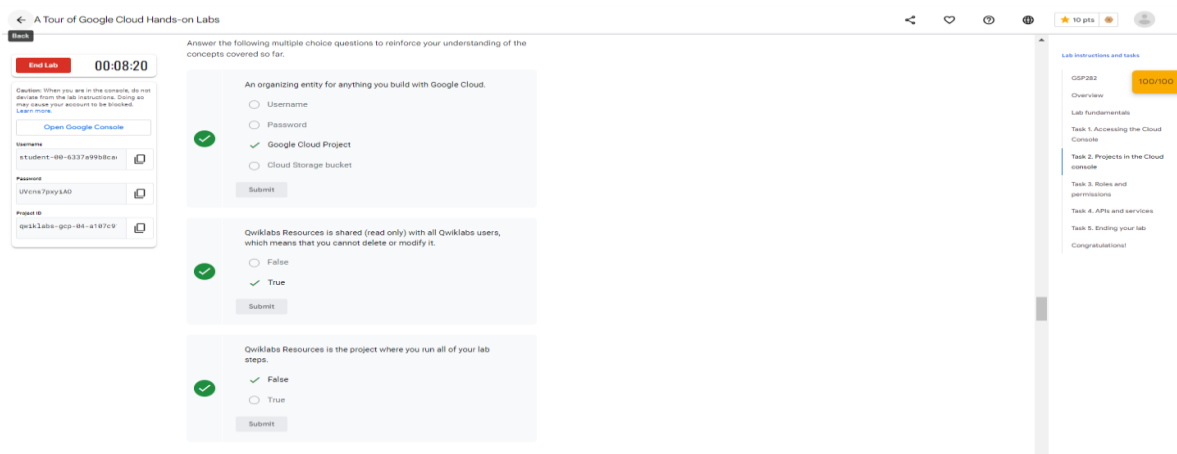 A Tour of Google Cloud Hands-on Labs
10 pts
Back
End Lab
00:08:20
Caution: When you are in the console, do not
deviate from the lab instructions. Doing so
may cause your account to be blocked.
Learn more.
Open Google Console
Username
student-00-6337a99b8ca
Password
UVcnx7pxyiAO
Project ID
qwiklabs-gcp-04-a107c9
Answer the following multiple choice questions to reinforce your understanding of the
concepts covered so far.
An organizing entity for anything you build with Google Cloud.
Username
Password
Google Cloud Project
Cloud Storage bucket
Submit
Qwiklabs Resources is shared (read only) with all Qwiklabs users,
which means that you cannot delete or modify it.
False
True
Submit
Qwiklabs Resources is the project where you run all of your lab
steps.
False
True
Submit
Lab instructions and tasks
GSP282
100/100
Overview
Lab fundamentals
Task 1. Accessing the Cloud
Console
Task 2. Projects in the Cloud
console
Task 3. Roles and
permissions
Task 4. APIs and services
Task 5. Ending your lab
Congratulations!